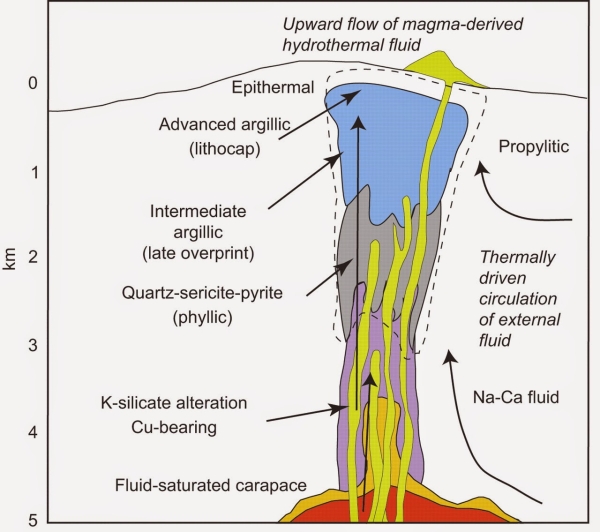 Upward flow of magma-derived
hydrothermal fluid
0
Epithermal
Advanced argillic
(lithocap)
Propylitic
1
Intermediate
argillic
(late overprint)
km
2
Thermally
driven
circulation
of external
fluid
Quartz-sericite-pyrite
(phyllic)
3
K-silicate alteration
Cu-bearing
Na-Ca fluid
4
Fluid-saturated carapace
5